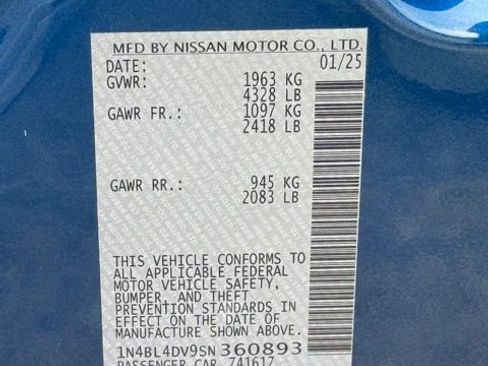 MFD BY NISSAN MOTOR CO., LTD.
DATE: 01/25
GVWR: 1963 KG
4328 LB
GAWR FR.: 1097 KG
2418 LB
GAWR RR.: 945 KG
2083 LB
THIS VEHICLE CONFORMS TO
ALL APPLICABLE FEDERAL
MOTOR VEHICLE SAFETY,
BUMPER, AND THEFT
PREVENTION STANDARDS IN
EFFECT ON THE DATE OF
MANUFACTURE SHOWN ABOVE.
1N4BL4DV9SN360893
PASSENGER CAR 741617